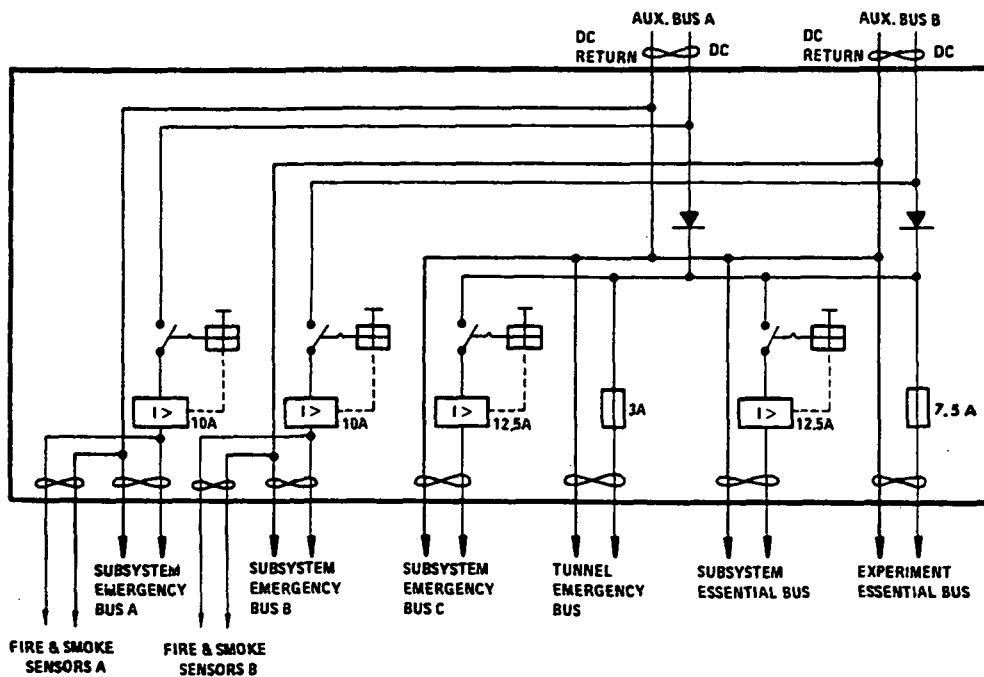 AUX. BUS A
AUX. BUS B
DC
RETURN
DC
DC
RETURN
DC
I >
10A
I >
10A
I >
12,5A
3A
I >
12.5A
7.5 A
SUBSYSTEM
EMERGENCY
BUS A
SUBSYSTEM
EMERGENCY
BUS B
SUBSYSTEM
EMERGENCY
BUS C
TUNNEL
EMERGENCY
BUS
SUBSYSTEM
ESSENTIAL BUS
EXPERIMENT
ESSENTIAL BUS
FIRE & SMOKE
SENSORS A
FIRE & SMOKE
SENSORS B